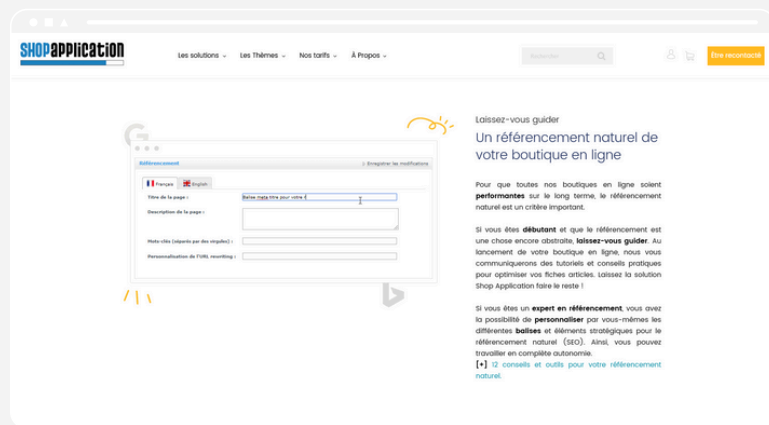 SHOPAPPLICATION
Les solutions
Les Thèmes
Nos tarifs
À Propos
Rechercher
Être recontacté
Laissez-vous guider
Un référencement naturel de
votre boutique en ligne
Référencement
Enregistrer les modifications
Français
English
Titre de la page :
Balise meta titre pour votre f
Description de la page :
Mots-clés (séparés par des virgules) :
Personnalisation de l'URL rewriting :
Pour que toutes nos boutiques en ligne soient
performantes sur le long terme, le référencement
naturel est un critère important.
Si vous êtes débutant et que le référencement est
une chose encore abstraite, laissez-vous guider. Au
lancement de votre boutique en ligne, nous vous
communiquerons des tutoriels et conseils pratiques
pour optimiser vos fiches articles. Laissez la solution
Shop Application faire le reste !
Si vous êtes un expert en référencement, vous avez
la possibilité de personnaliser par vous-mêmes les
différentes balises et éléments stratégiques pour le
référencement naturel (SEO). Ainsi, vous pouvez
travailler en complète autonomie.
[+] 12 conseils et outils pour votre référencement
naturel.